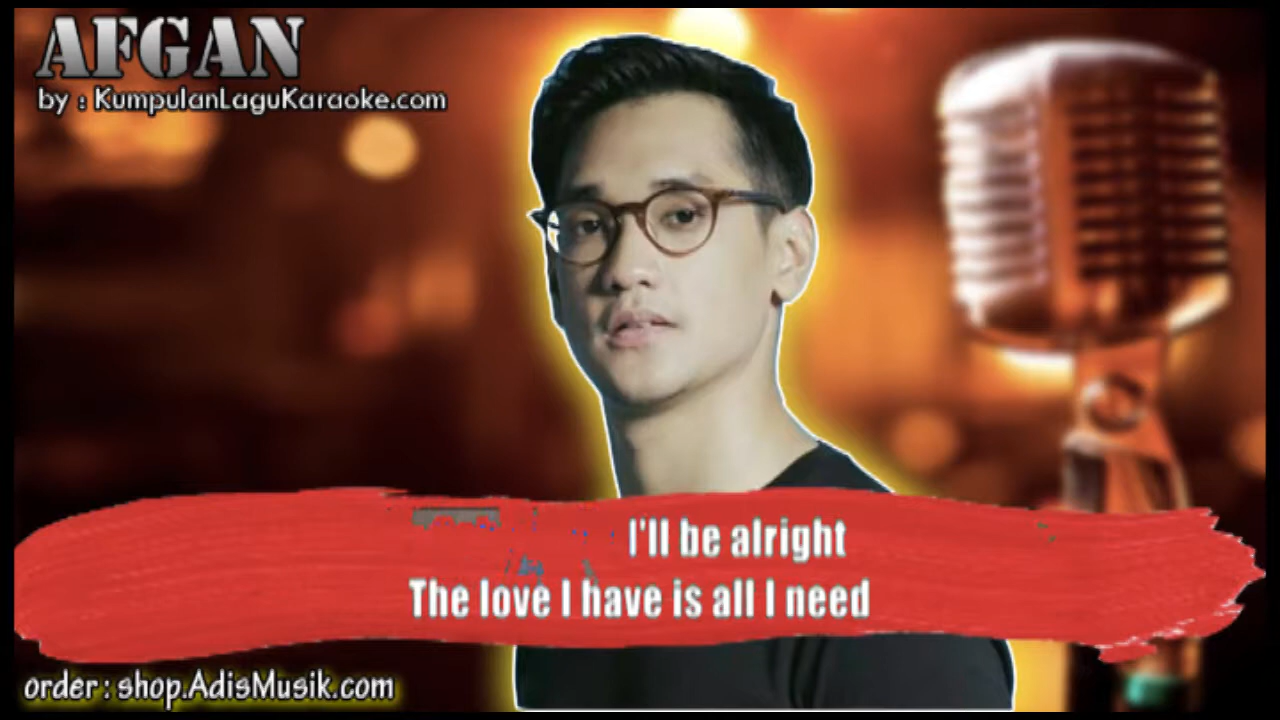 AFGAN
by : KumpulanLaguKaraoke.com
I'll be alright
The love I have is all I need
order : shop.AdisMusik.com